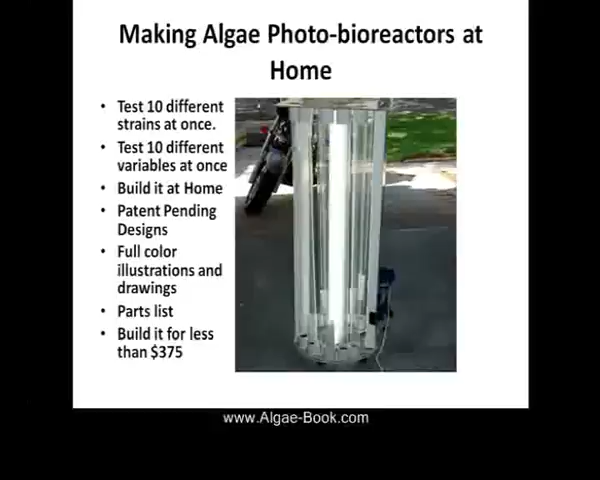 Making Algae Photo-bioreactors at
Home
• Test 10 different
strains at once.
• Test 10 different
variables at once
• Build it at Home
• Patent Pending
Designs
• Full color
illustrations and
drawings
• Parts list
• Build it for less
than $375
www.Algae-Book.com